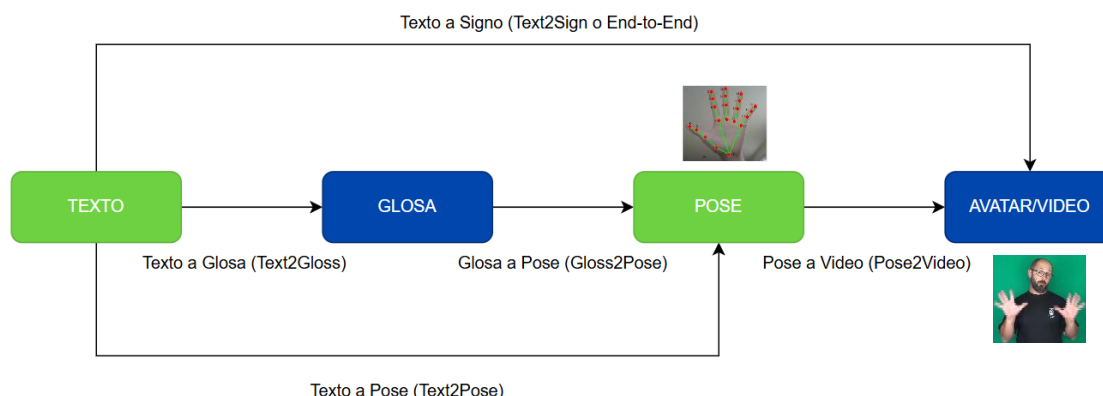 Texto a Signo (Text2Sign o End-to-End)
TEXTO
GLOSA
POSE
AVATAR/VIDEO
Texto a Glosa (Text2Gloss)
Glosa a Pose (Gloss2Pose)
Pose a Video (Pose2Video)
Texto a Pose (Text2Pose)